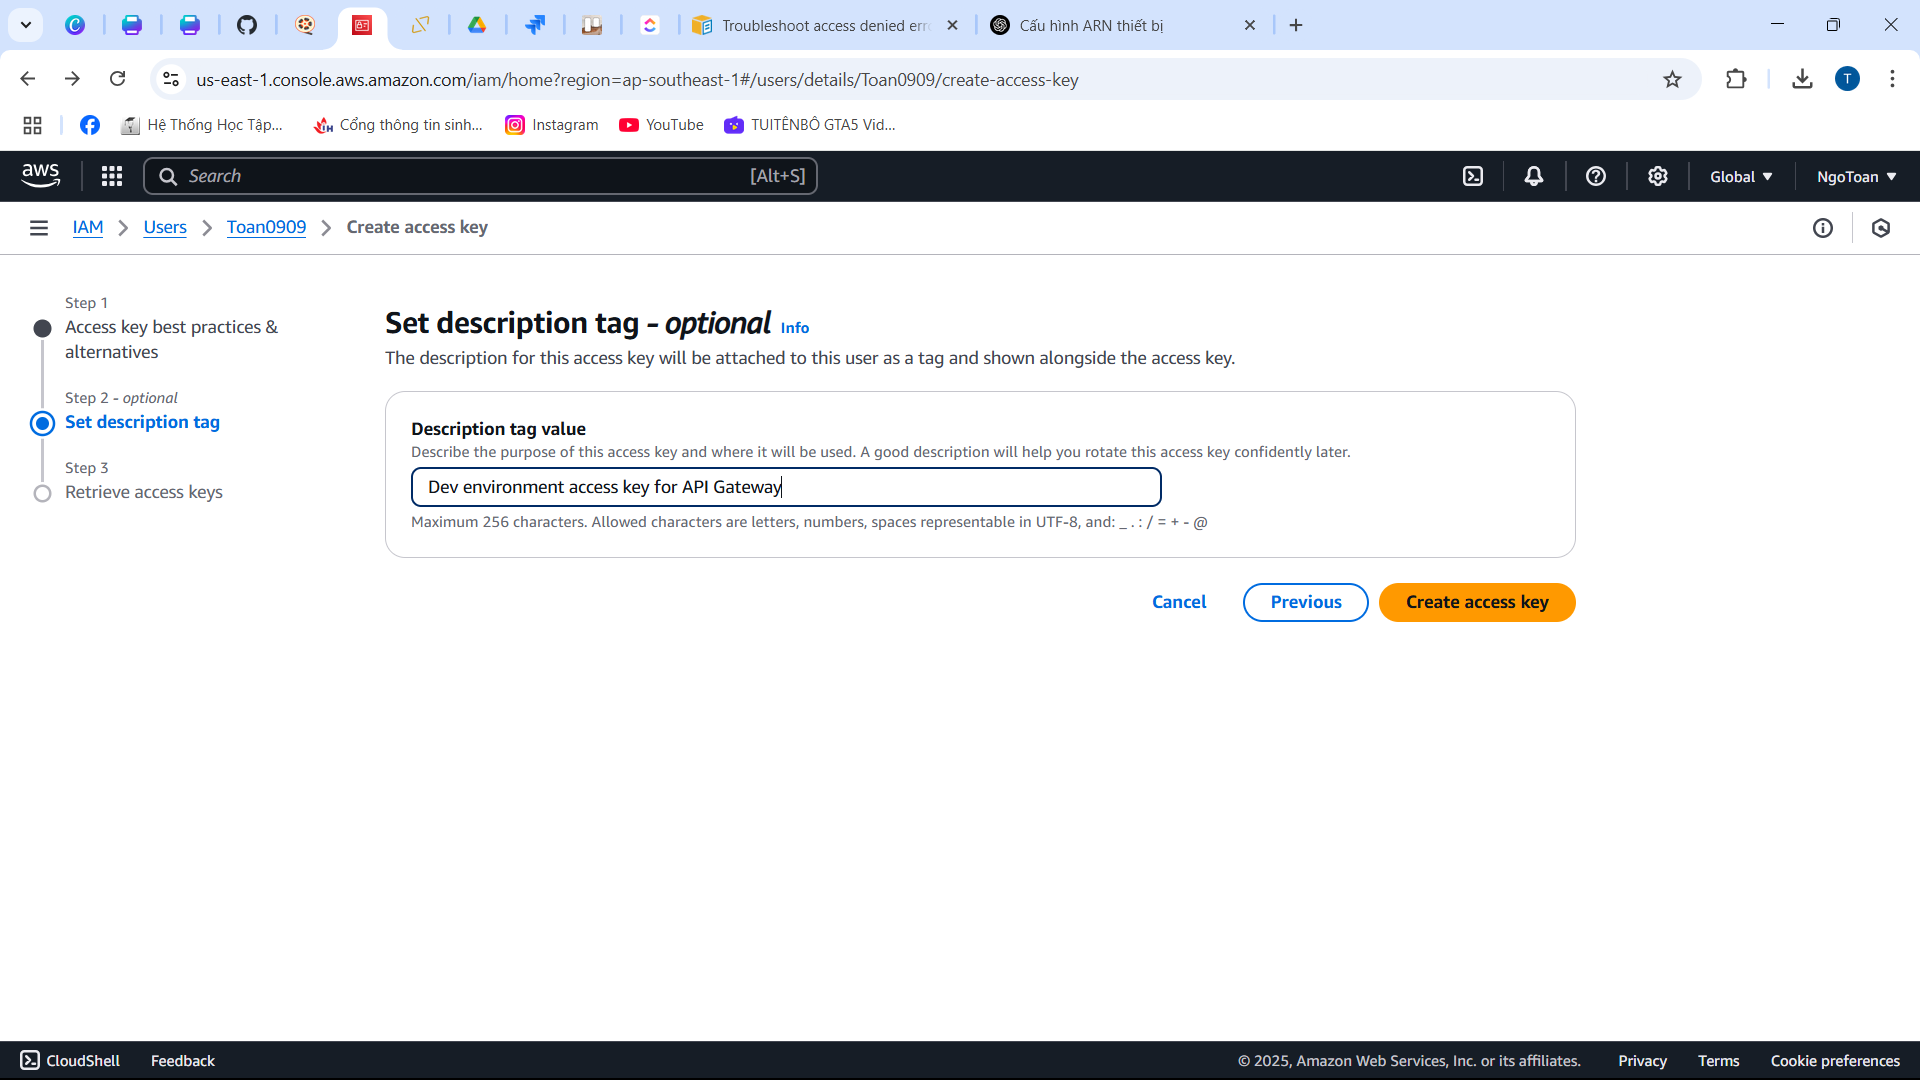 Troubleshoot access denied err
Cấu hình ARN thiết bị
us-east-1.console.aws.amazon.com/iam/home?region=ap-southeast-1#/users/details/Toan0909/create-access-key
T
Hệ Thống Học Tập...
Cổng thông tin sinh...
Instagram
YouTube
TUITÊNBÔ GTA5 Vid...
aws
Search
[Alt+S]
Global
NgoToan
IAM
Users
Toan0909
Create access key
Step 1
Access key best practices &
alternatives
Step 2 - optional
Set description tag
Step 3
Retrieve access keys
Set description tag - optional Info
The description for this access key will be attached to this user as a tag and shown alongside the access key.
Description tag value
Describe the purpose of this access key and where it will be used. A good description will help you rotate this access key confidently later.
Dev environment access key for API Gateway
Maximum 256 characters. Allowed characters are letters, numbers, spaces representable in UTF-8, and: _ . : / = + - @
Cancel
Previous
Create access key
CloudShell
Feedback
© 2025, Amazon Web Services, Inc. or its affiliates.
Privacy
Terms
Cookie preferences